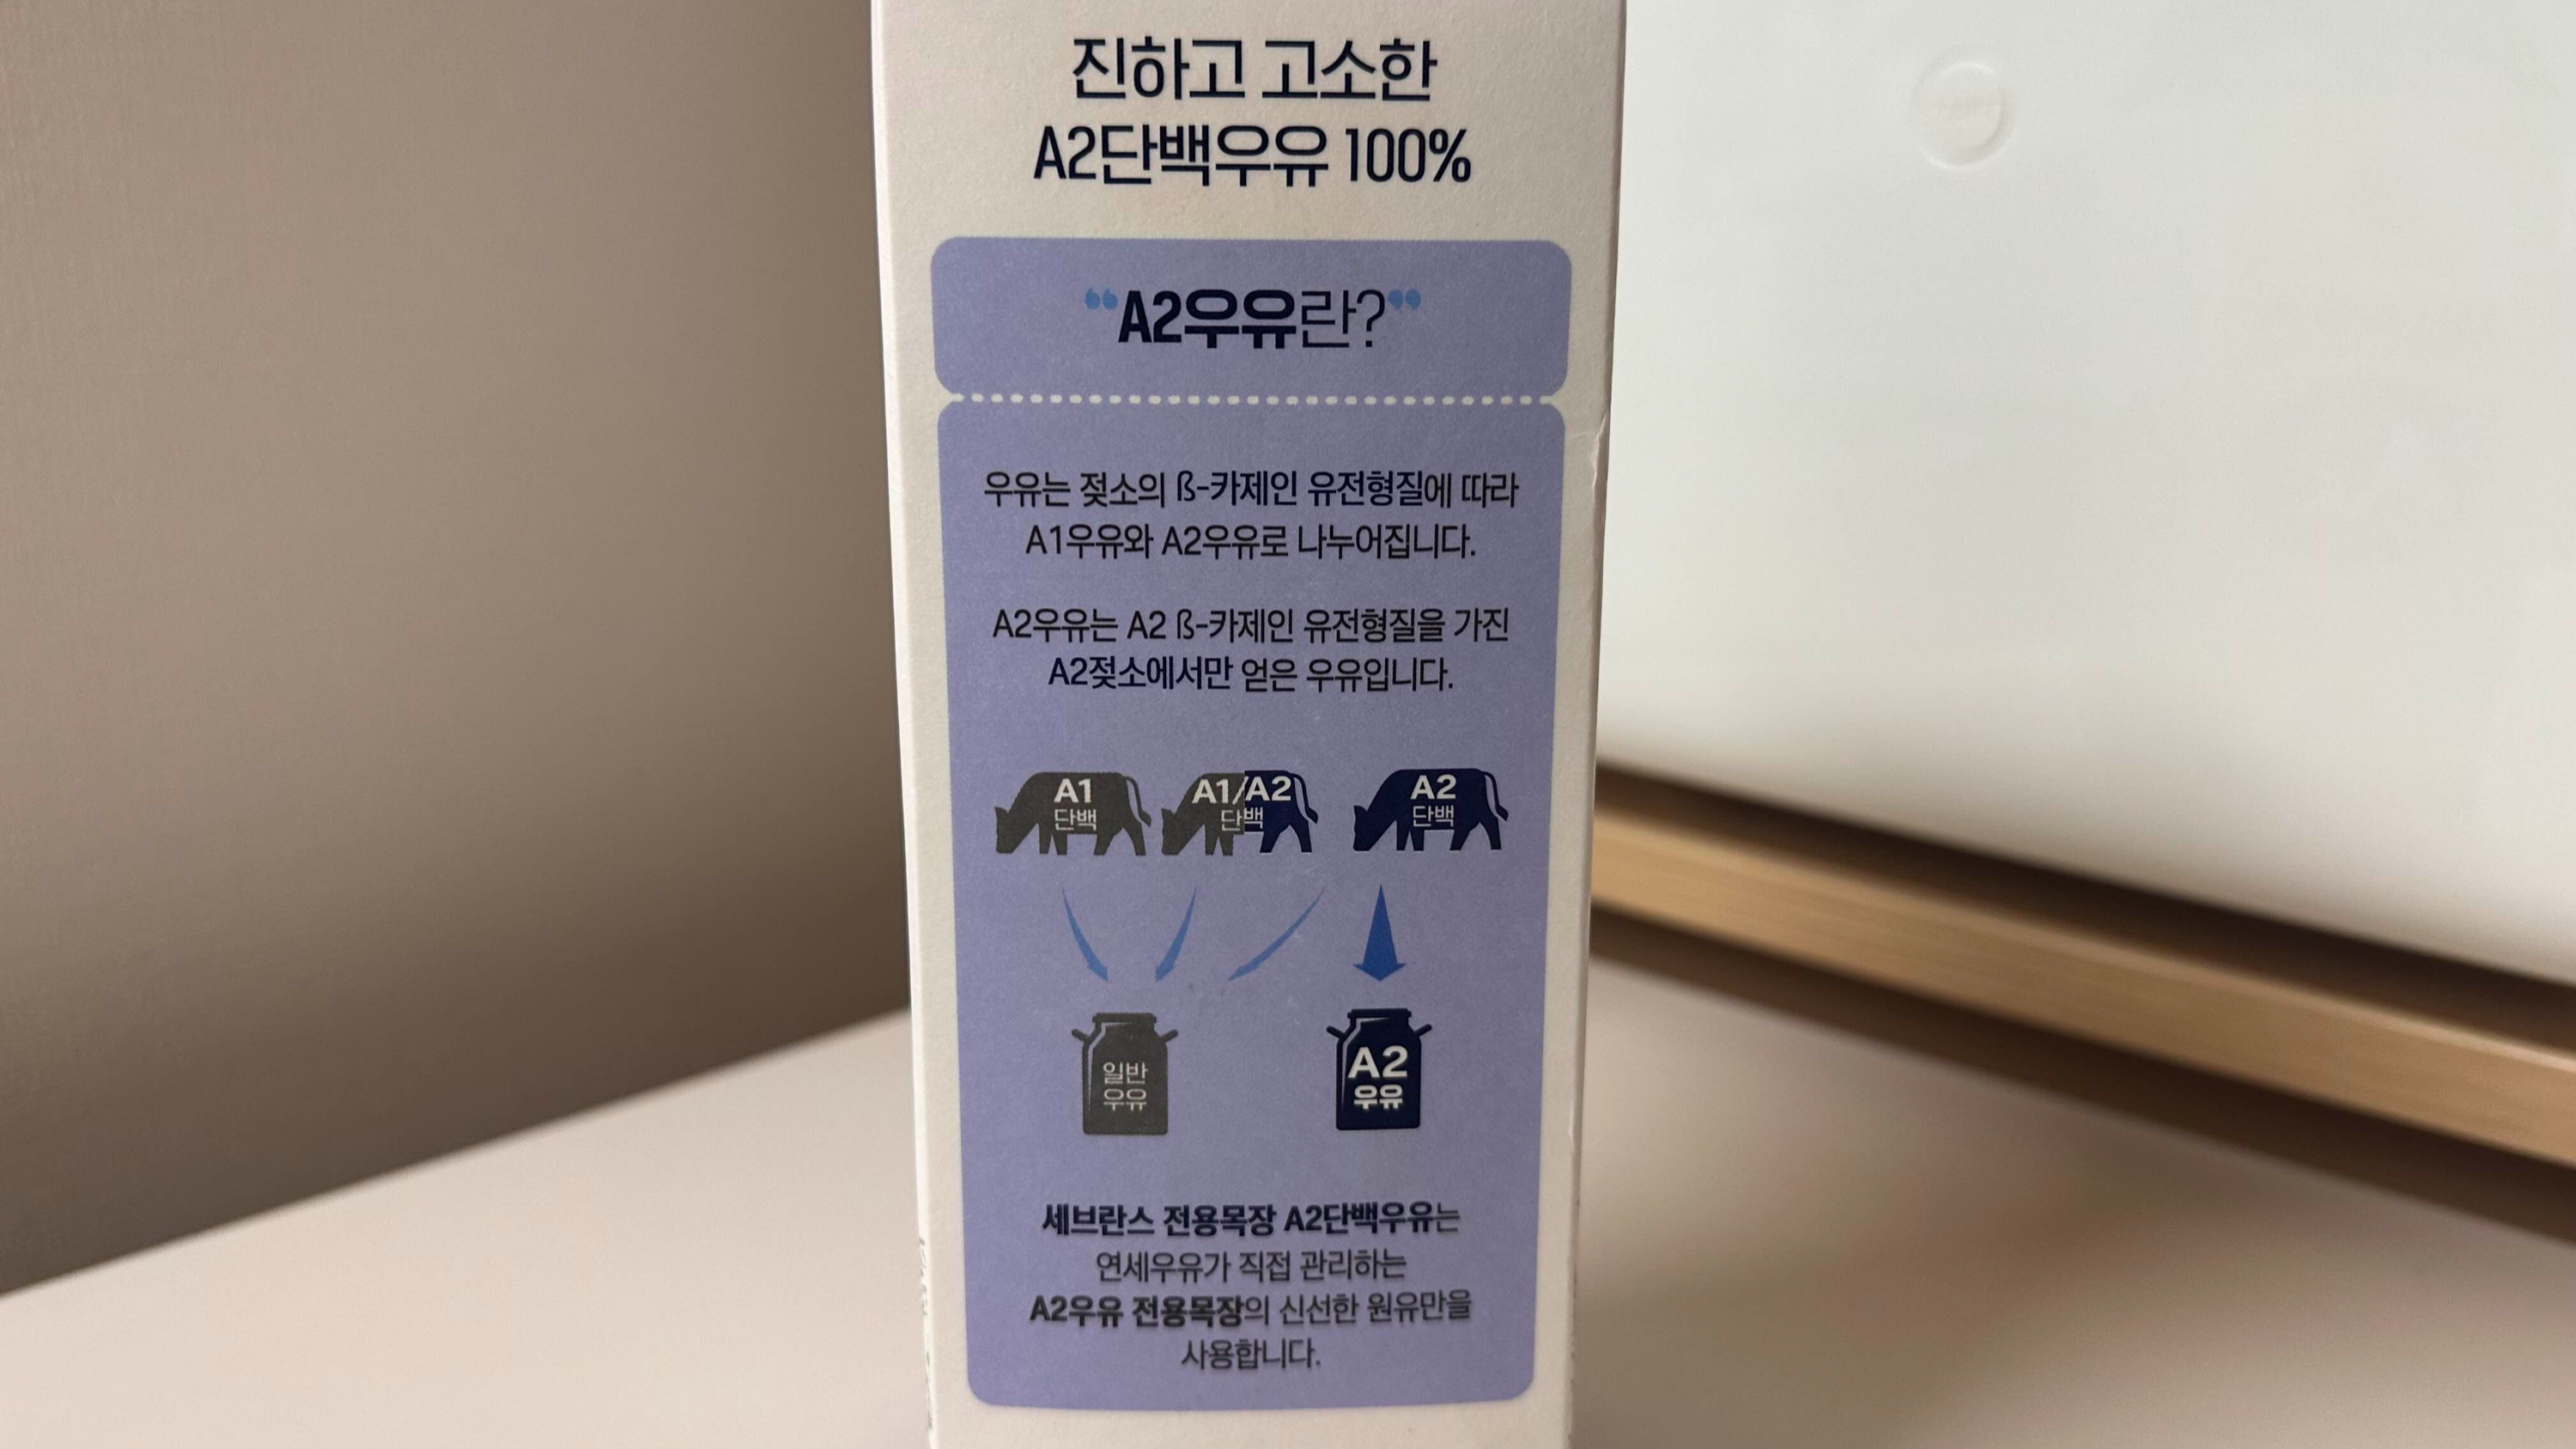 진하고 고소한
A2단백우유 100%
“A2우유란?”
우유는 젖소의 ß-카제인 유전형질에 따라
A1우유와 A2우유로 나누어집니다.
A2우유는 A2 ß-카제인 유전형질을 가진
A2젖소에서만 얻은 우유입니다.
A1
단백
A1/A2
단백
A2
단백
일반
우유
A2
우유
세브란스 전용목장 A2단백우유는
연세우유가 직접 관리하는
A2우유 전용목장의 신선한 원유만을
사용합니다.